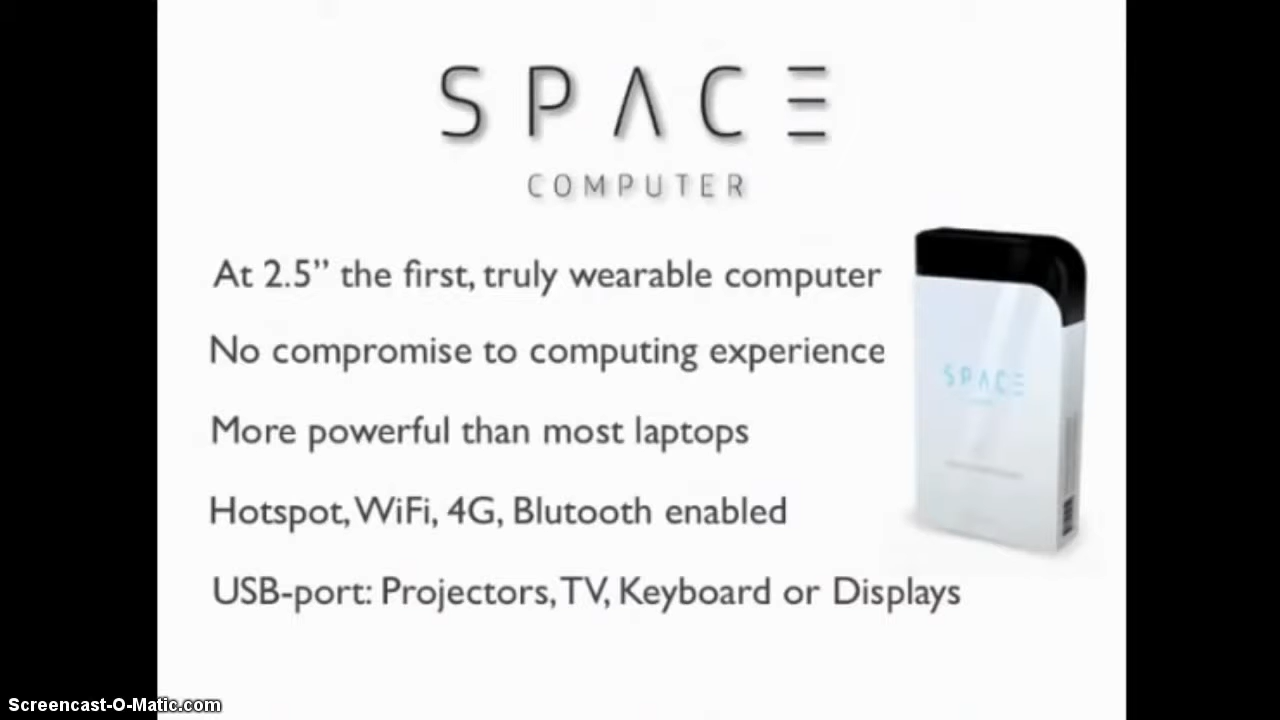 SPACE
COMPUTER
At 2.5” the first, truly wearable computer
No compromise to computing experience
SPACE
More powerful than most laptops
Hotspot, WiFi, 4G, Blutooth enabled
USB-port: Projectors, TV, Keyboard or Displays
Screencast-O-Matic.com